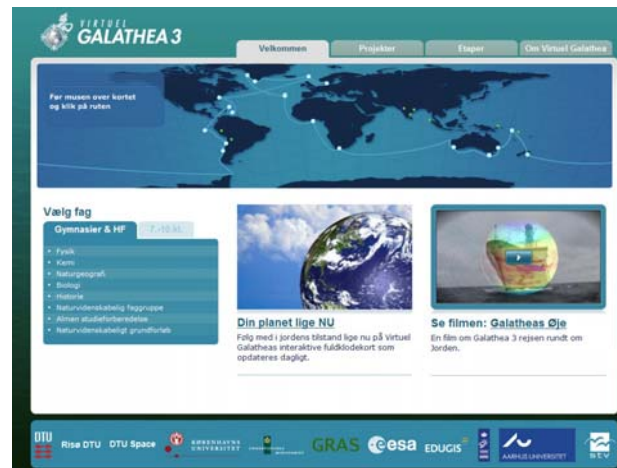 VIRTUEL
GALATHEA 3
Velkommen
Projekter
Etaper
Om Virtuel Galathea
Før musen over kortet
og klik på ruten
Vælg fag
Gymnasier & HF
7.-10.kl.
Fysik
Kemi
Naturgeografi
Biologi
Historie
Naturvidenskabelig faggruppe
Almen studieforberedelse
Naturvidenskabeligt grundforløb
Din planet lige NU
Følg med i jordens tilstand lige nu på Virtuel
Galatheas interaktive fuldklodekort som
opdateres dagligt.
Se filmen: Galatheas Øje
En film om Galathea 3 rejsen rundt om
Jorden.
DTU
Risø DTU
DTU Space
KØBENHAVNS
UNIVERSITET
GRAS
esa
EDUGIS
AARHUS UNIVERSITET